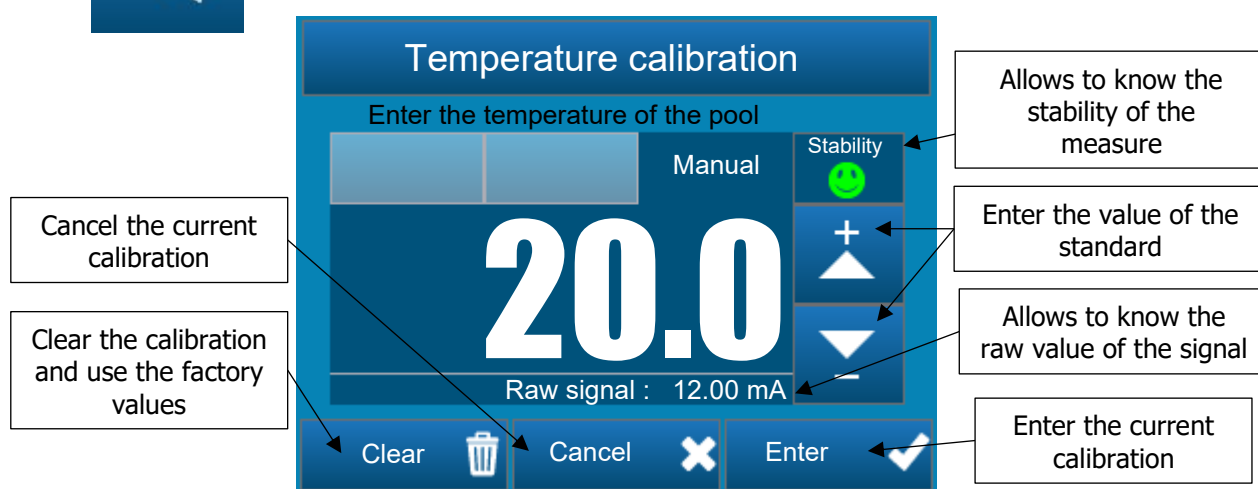 Temperature calibration
Enter the temperature of the pool
Manual
Stability
20.0
+
-
Raw signal : 12.00 mA
Clear
Cancel
Enter
Cancel the current
calibration
Clear the calibration
and use the factory
values
Allows to know the
stability of the
measure
Enter the value of the
standard
Allows to know the
raw value of the signal
Enter the current
calibration